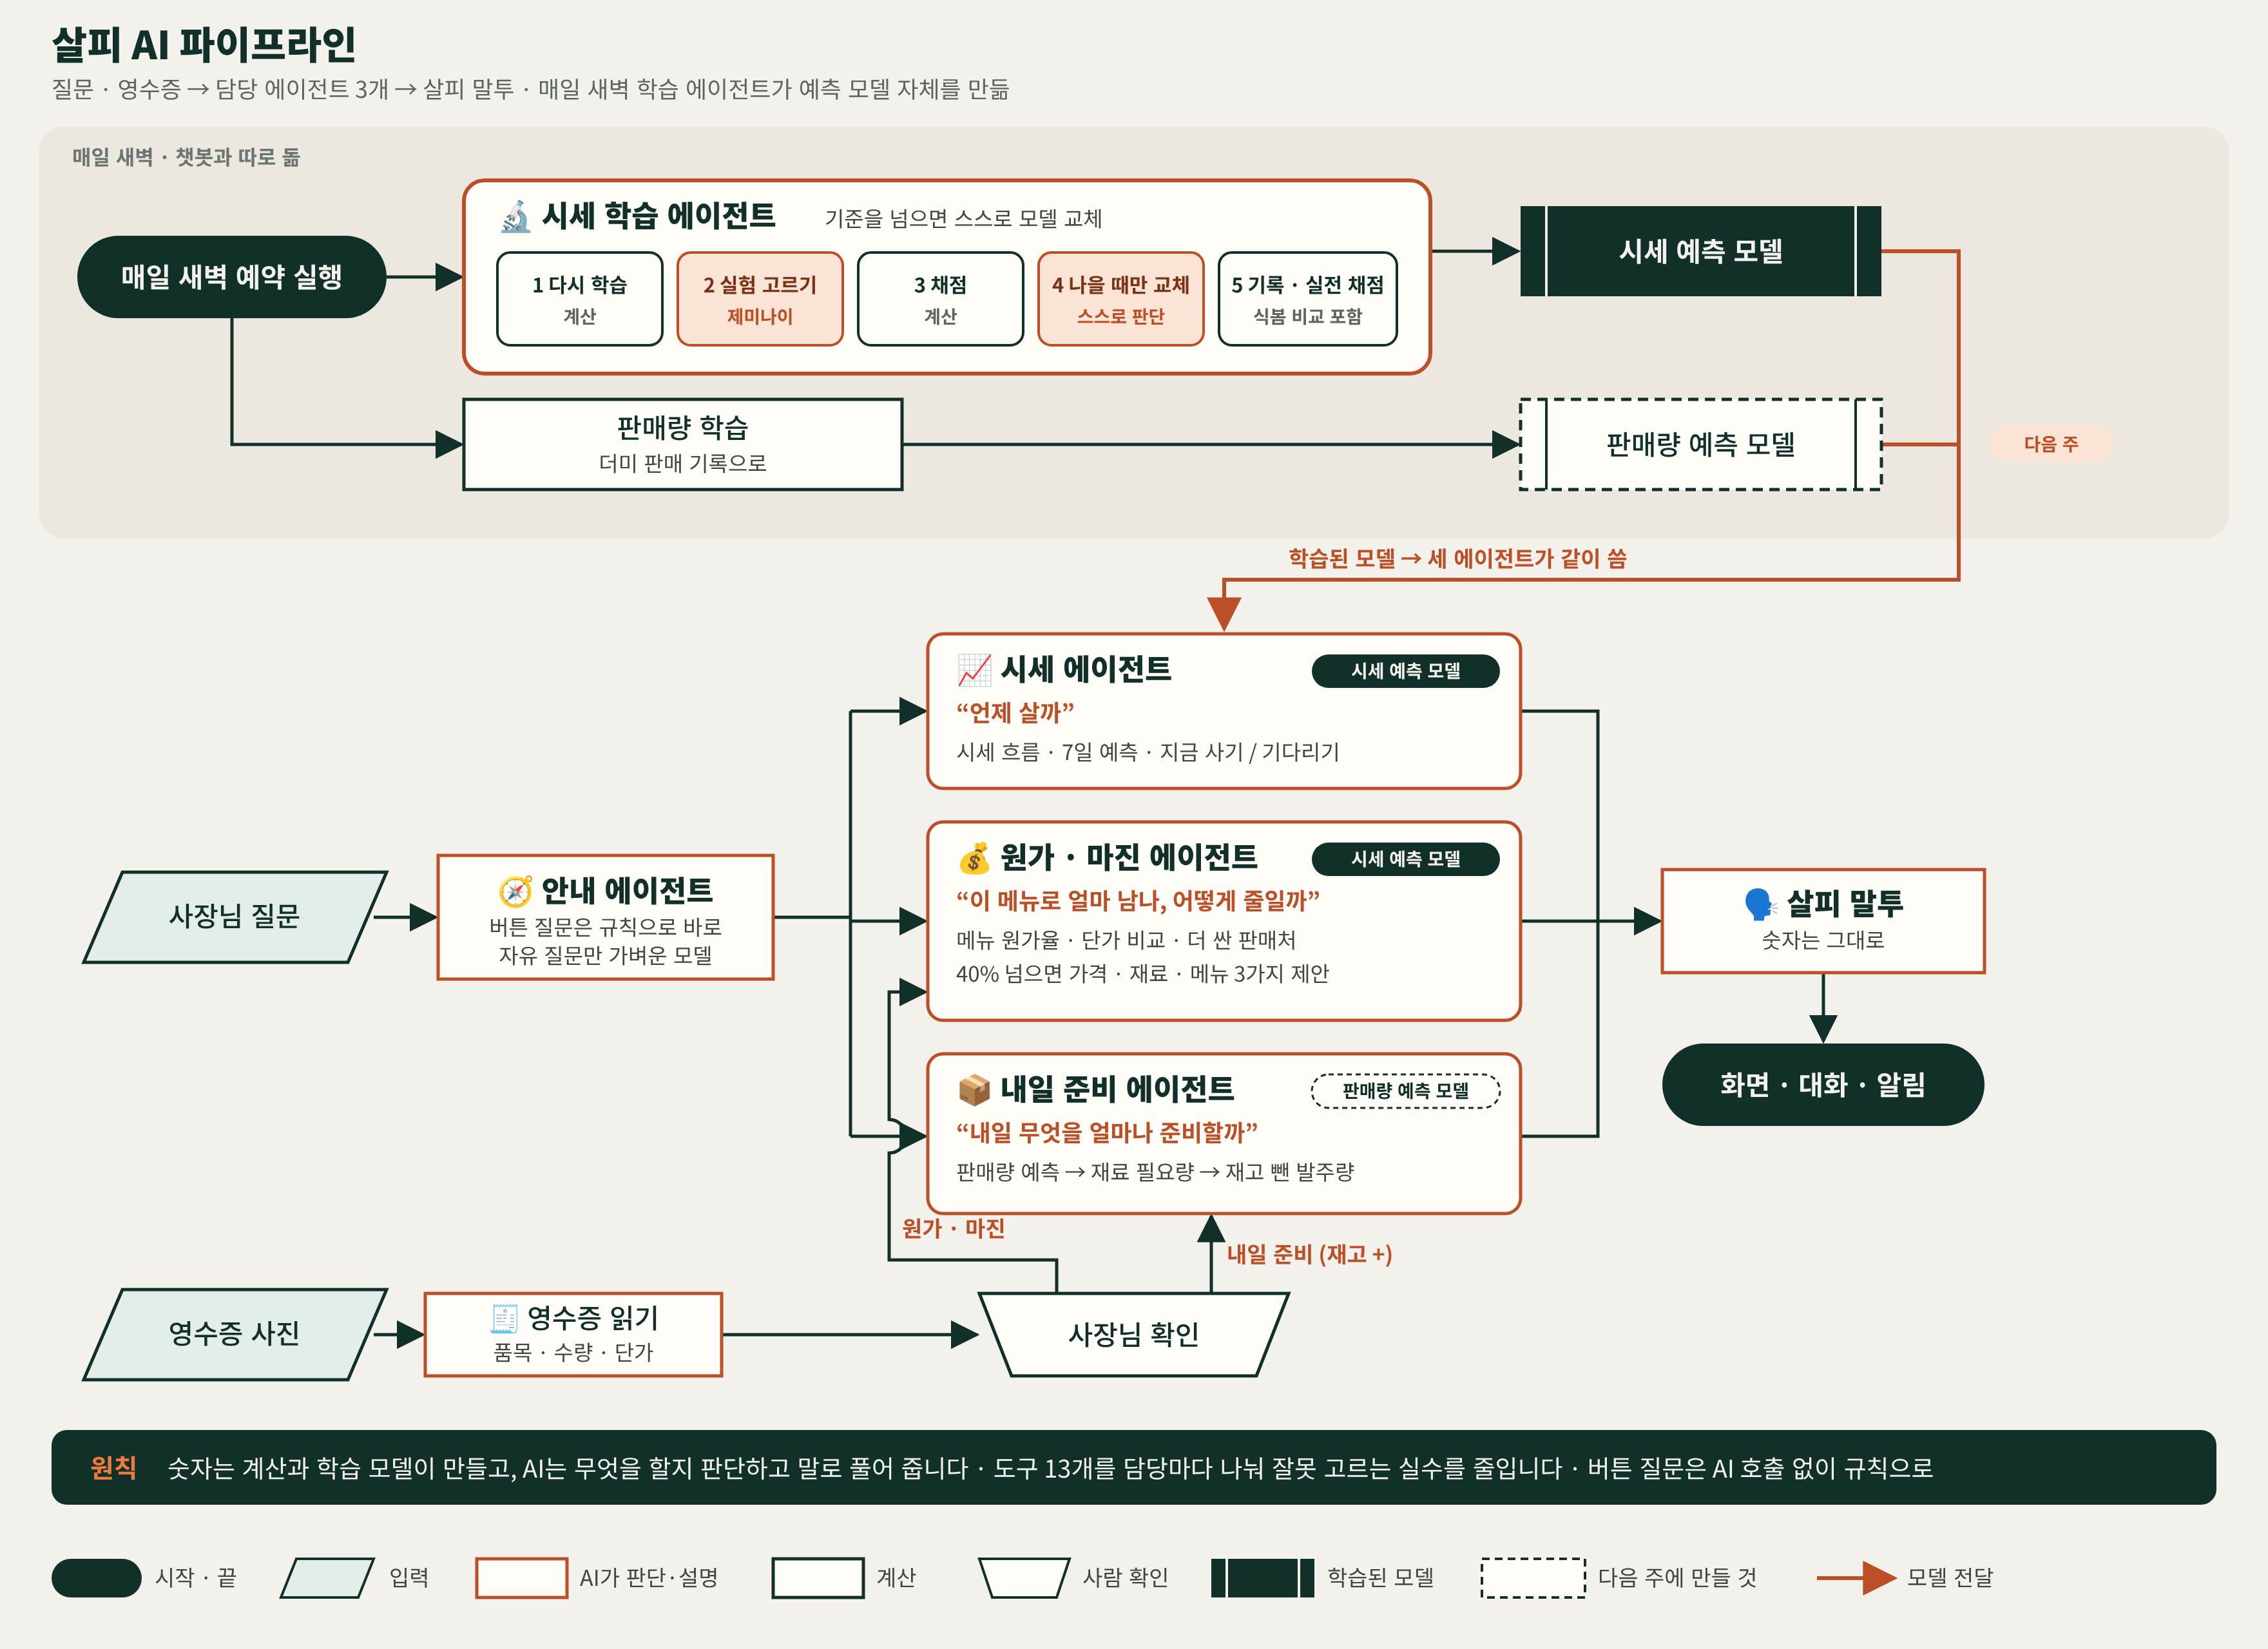 살피 AI 파이프라인
질문 · 영수증 → 담당 에이전트 3개 → 살피 말투 · 매일 새벽 학습 에이전트가 예측 모델 자체를 만듦
매일 새벽 · 챗봇과 따로 돎
매일 새벽 예약 실행
🔬 시세 학습 에이전트
기준을 넘으면 스스로 모델 교체
1 다시 학습
계산
2 실험 고르기
제미나이
3 채점
계산
4 나을 때만 교체
스스로 판단
5 기록 · 실전 채점
식봄 비교 포함
시세 예측 모델
판매량 학습
더미 판매 기록으로
판매량 예측 모델
다음 주
학습된 모델 → 세 에이전트가 같이 씀
📈 시세 에이전트
시세 예측 모델
“언제 살까”
시세 흐름 · 7일 예측 · 지금 사기 / 기다리기
💰 원가 · 마진 에이전트
시세 예측 모델
“이 메뉴로 얼마 남나, 어떻게 줄일까”
메뉴 원가율 · 단가 비교 · 더 싼 판매처
40% 넘으면 가격 · 재료 · 메뉴 3가지 제안
사장님 질문
🧭 안내 에이전트
버튼 질문은 규칙으로 바로
자유 질문만 가벼운 모델
🗣️ 살피 말투
숫자는 그대로
화면 · 대화 · 알림
📦 내일 준비 에이전트
판매량 예측 모델
“내일 무엇을 얼마나 준비할까”
판매량 예측 → 재료 필요량 → 재고 뺀 발주량
원가 · 마진
내일 준비 (재고 +)
영수증 사진
🧾 영수증 읽기
품목 · 수량 · 단가
사장님 확인
원칙 숫자는 계산과 학습 모델이 만들고, AI는 무엇을 할지 판단하고 말로 풀어 줍니다 · 도구 13개를 담당마다 나눠 잘못 고르는 실수를 줄입니다 · 버튼 질문은 AI 호출 없이 규칙으로
시작 · 끝
입력
AI가 판단·설명
계산
사람 확인
학습된 모델
다음 주에 만들 것
모델 전달